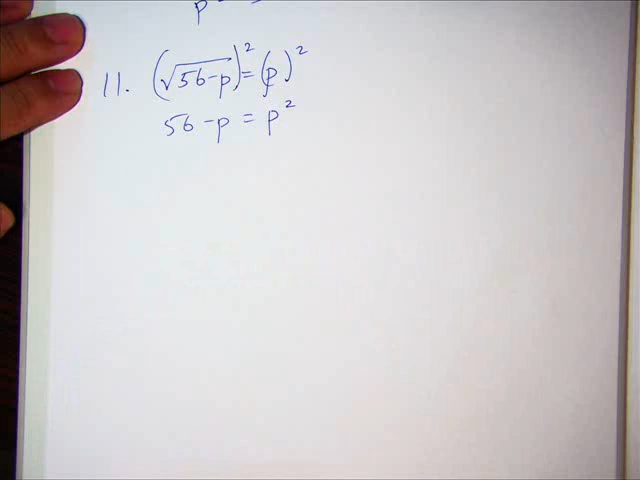 11. (√56-p)² = (p)²
56-p = p²